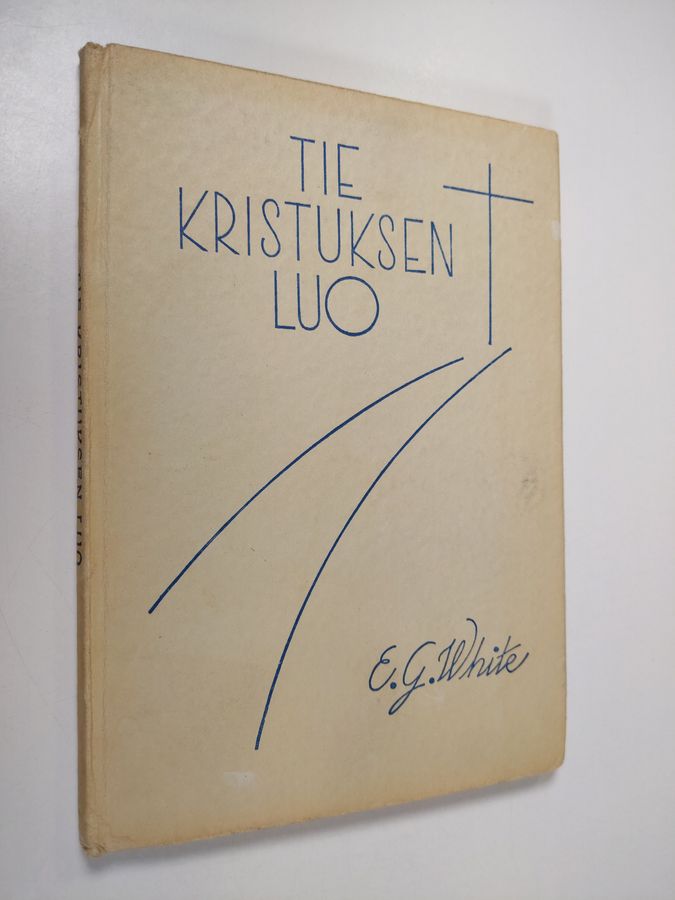 TIE
KRISTUKSEN
LUO
E. G. White
TIE KRISTUKSEN LUO